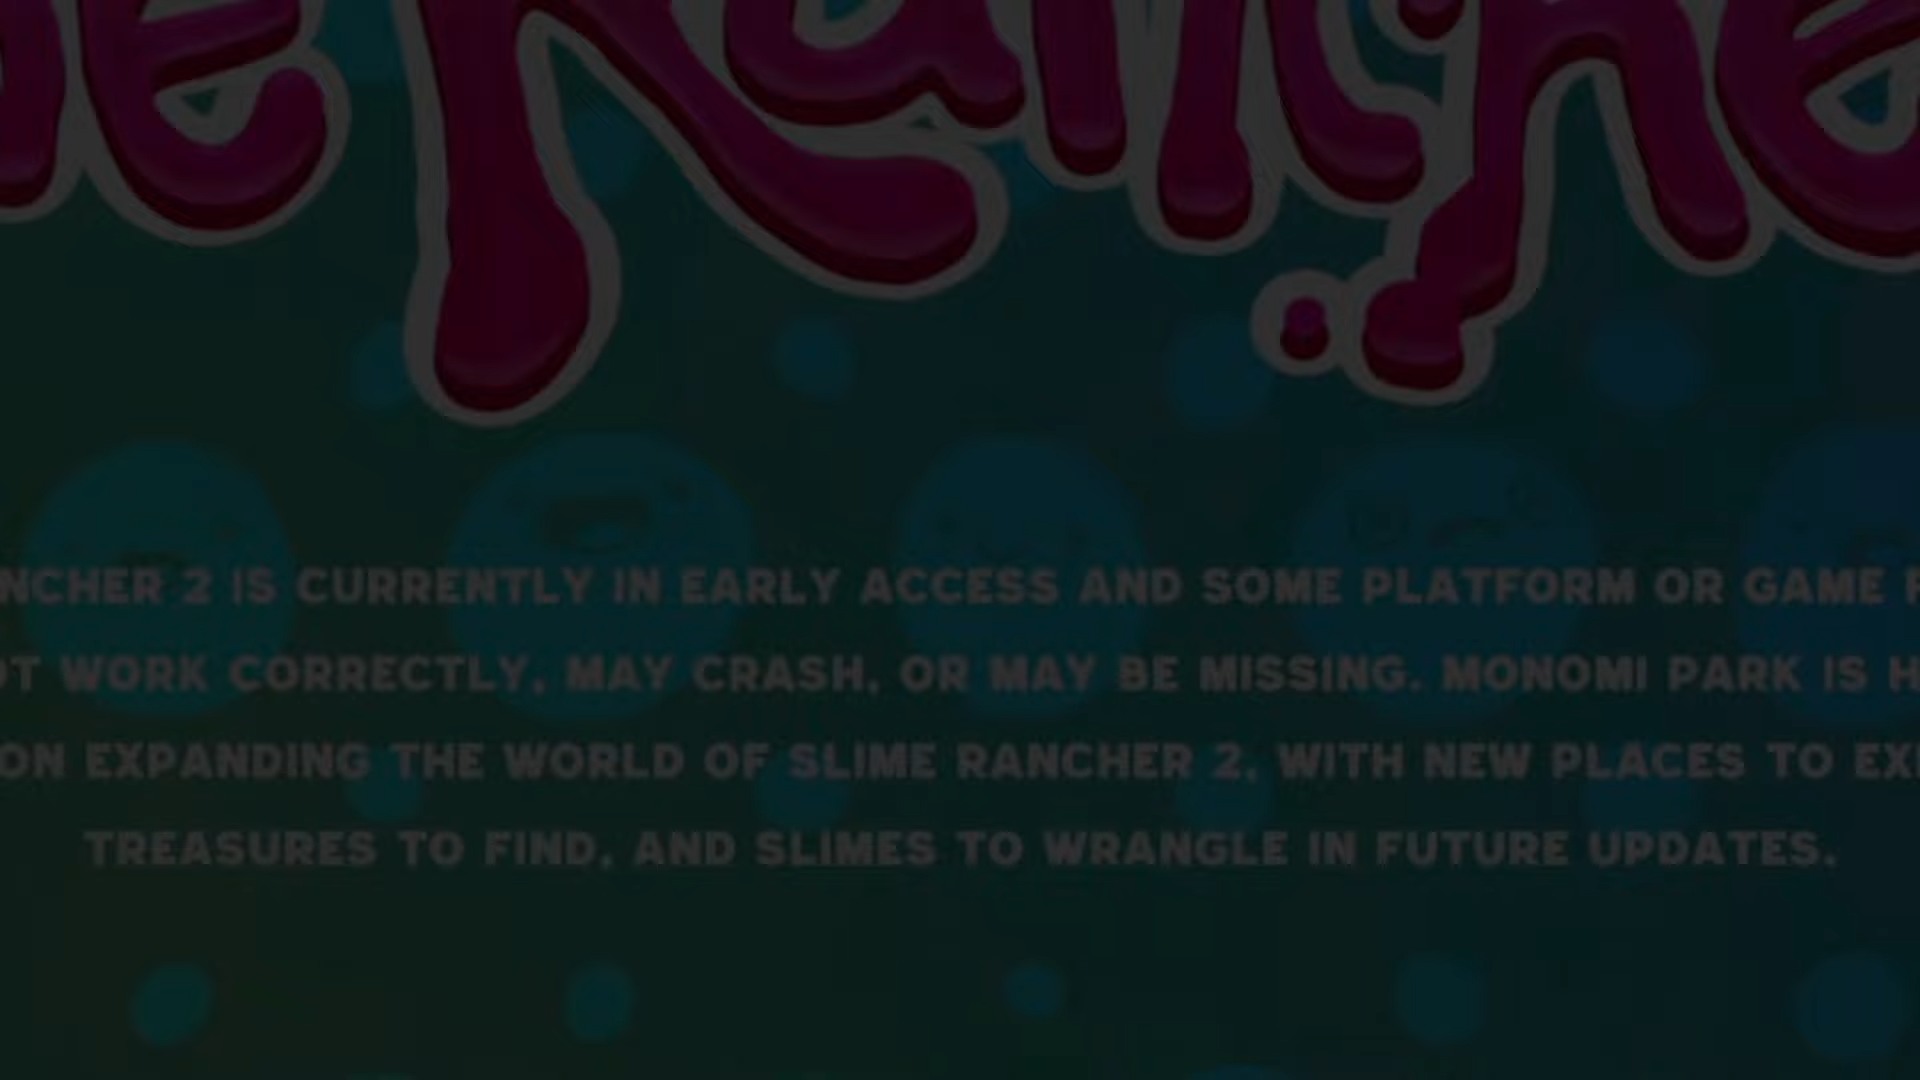 Ranche
NCHER 2 IS CURRENTLY IN EARLY ACCESS AND SOME PLATFORM OR GAME
OT WORK CORRECTLY, MAY CRASH, OR MAY BE MISSING. MONOMI PARK IS H
ON EXPANDING THE WORLD OF SLIME RANCHER 2, WITH NEW PLACES TO EX
TREASURES TO FIND, AND SLIMES TO WRANGLE IN FUTURE UPDATES.